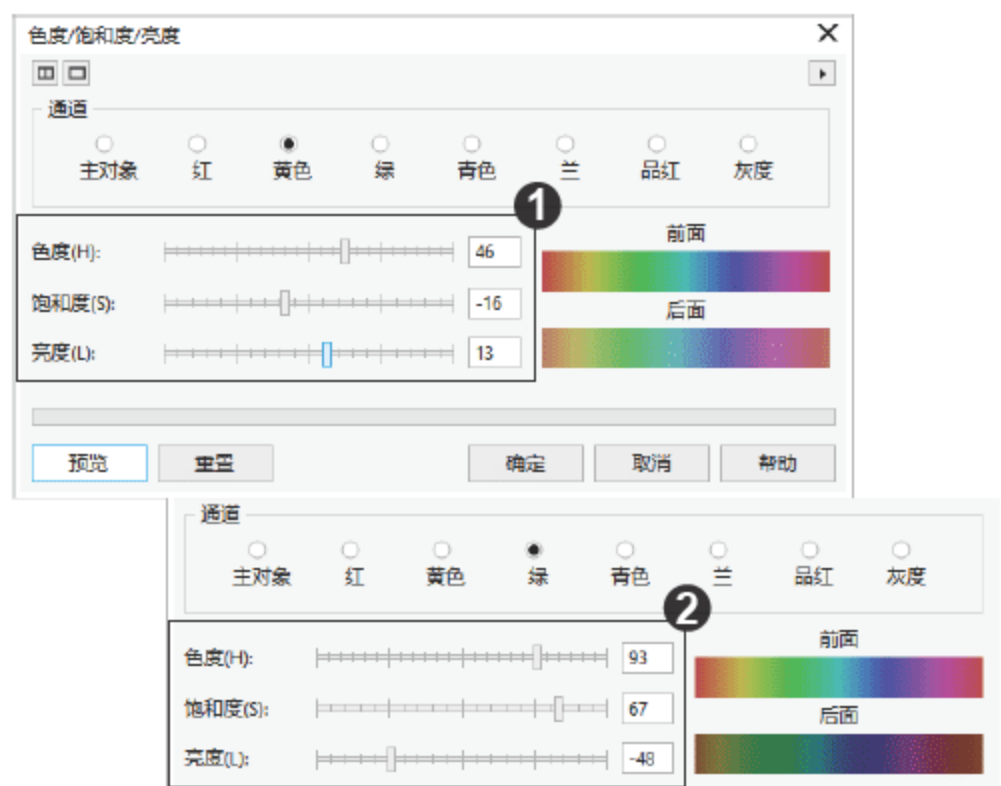 色度/饱和度/亮度
通道
主对象 红 黄色 绿 青色 兰 品红 灰度
1
色度(H): 46
前面
饱和度(S): -16
后面
亮度(L): 13
预览 重置 确定 取消 帮助
通道
主对象 红 黄色 绿 青色 兰 品红 灰度
2
色度(H): 93
前面
饱和度(S): 67
后面
亮度(L): -48